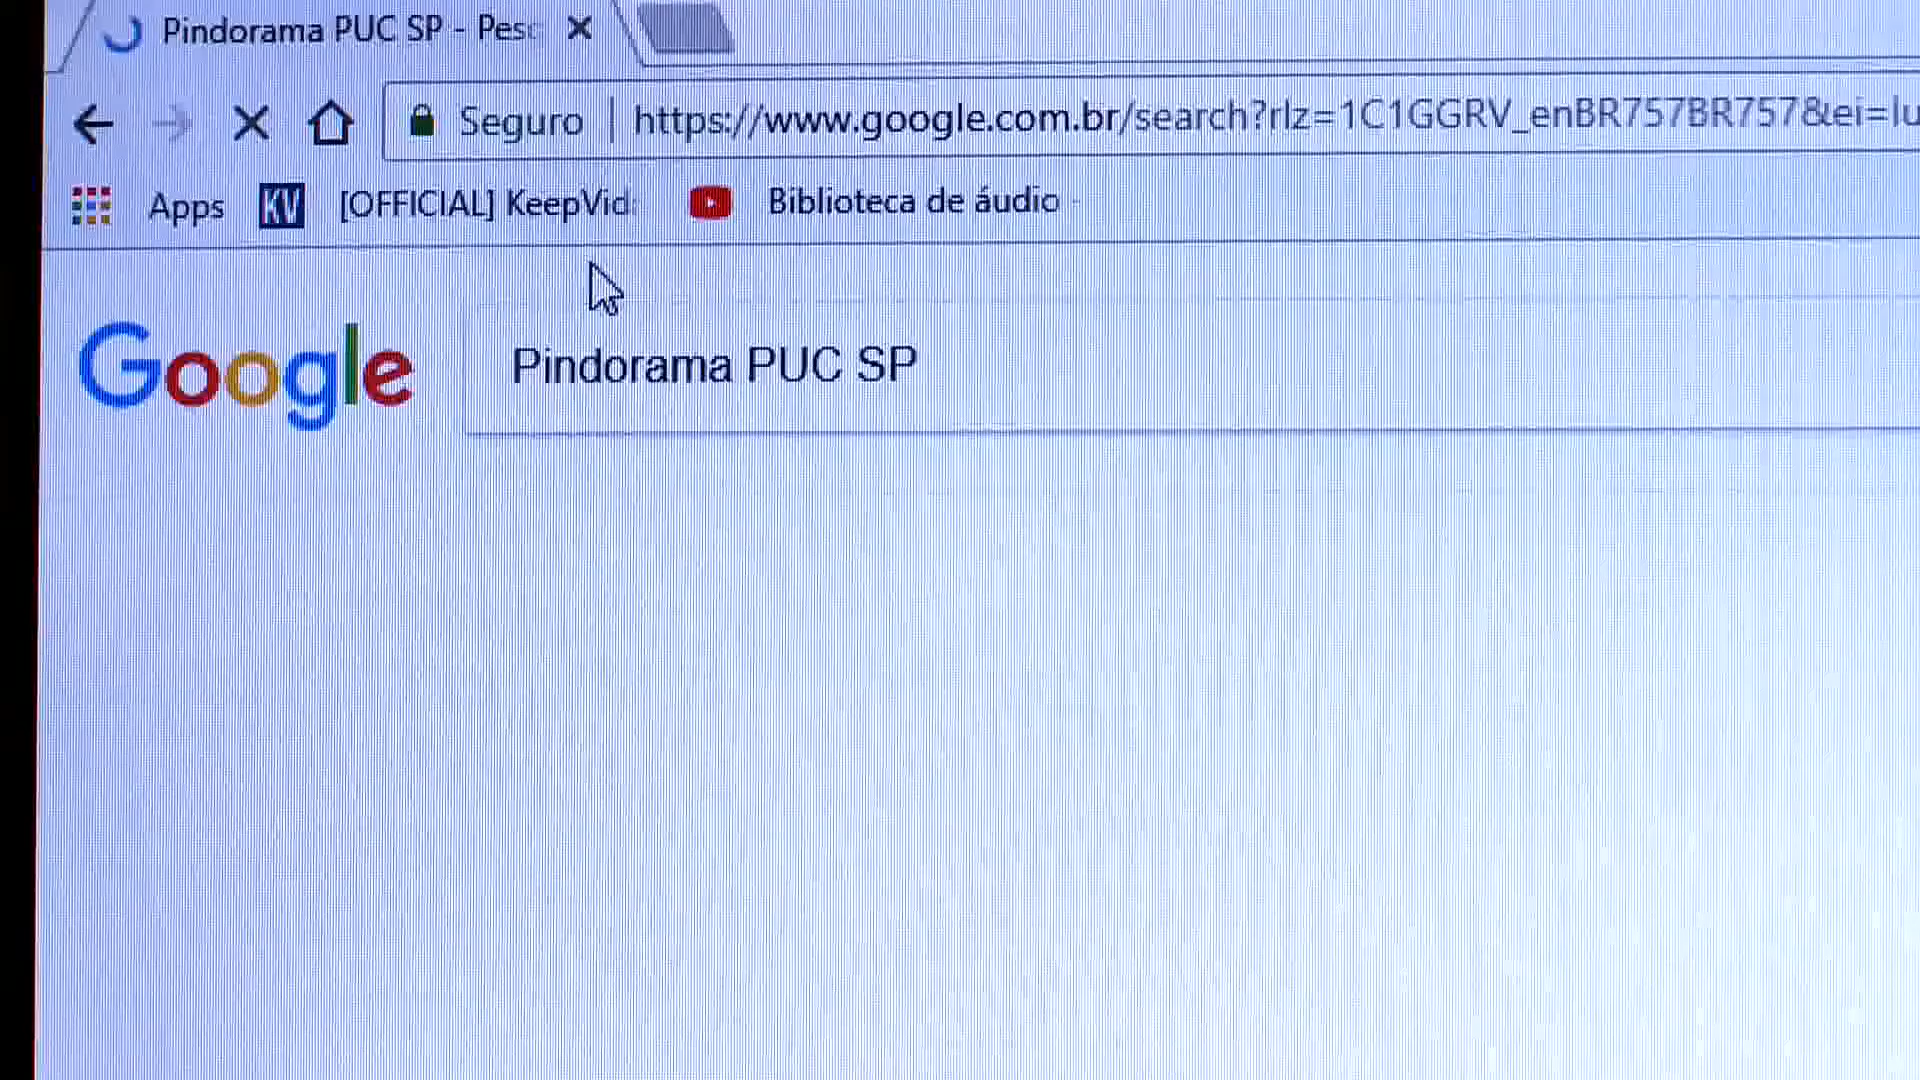 Pindorama PUC SP - Pes
Seguro https://www.google.com.br/search?rlz=1C1GGRV_enBR757BR757&ei=lu
Apps KV [OFFICIAL] KeepVid Biblioteca de áudio
Google Pindorama PUC SP